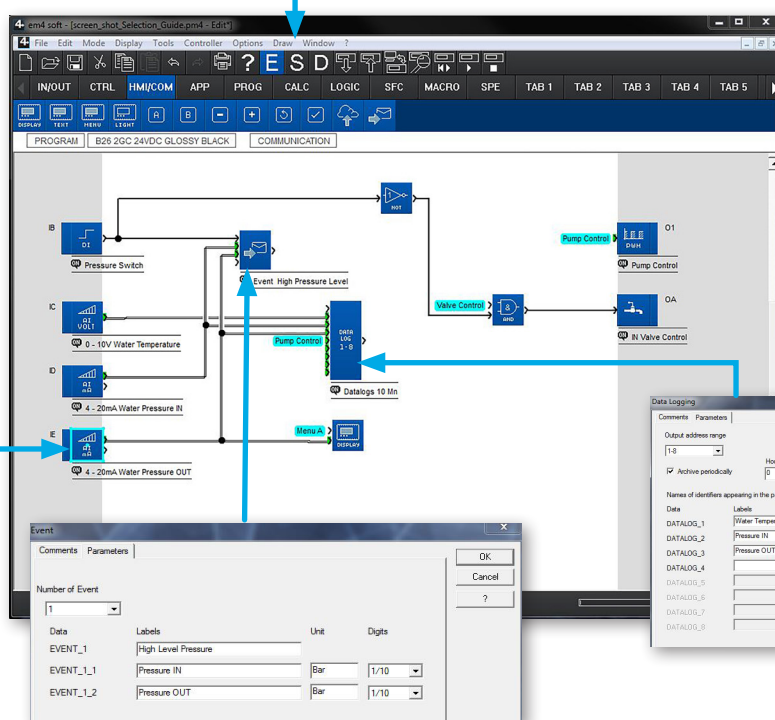 em4 soft - [screen_shot_Selection_Guide.pm4 - Edit*]
File Edit Mode Display Tools Controller Options Draw Window ?
? E S D
IN/OUT CTRL HMI/COM APP PROG CALC LOGIC SFC MACRO SPE TAB 1 TAB 2 TAB 3 TAB 4 TAB 5
DISPLAY TEXT MENU LIGHT A B
PROGRAM B26 2GC 24VDC GLOSSY BLACK COMMUNICATION
NOT
IB DI
ON Pressure Switch
Event High Pressure Level
Pump Control PWM O1
ON Pump Control
IC AI VOLT
ON 0 - 10V Water Temperature
Pump Control DATA LOG 1-8
ON Datalogs 10 Mn
Valve Control & AND
OA
ON IN Valve Control
ID AI mA
ON 4 - 20mA Water Pressure IN
IE AI mA
ON 4 - 20mA Water Pressure OUT
Menu A DISPLAY
Data Logging
Comments Parameters
Output address range
1-8
Archive periodically 0
Names of identifiers appearing in the p
Data Labels
DATALOG_1 Water Temper
DATALOG_2 Pressure IN
DATALOG_3 Pressure OUT
DATALOG_4
DATALOG_5
DATALOG_6
DATALOG_7
DATALOG_8
Event
Comments Parameters
OK
Cancel
?
Number of Event
1
Data Labels Unit Digits
EVENT_1 High Level Pressure
EVENT_1_1 Pressure IN Bar 1/10
EVENT_1_2 Pressure OUT Bar 1/10